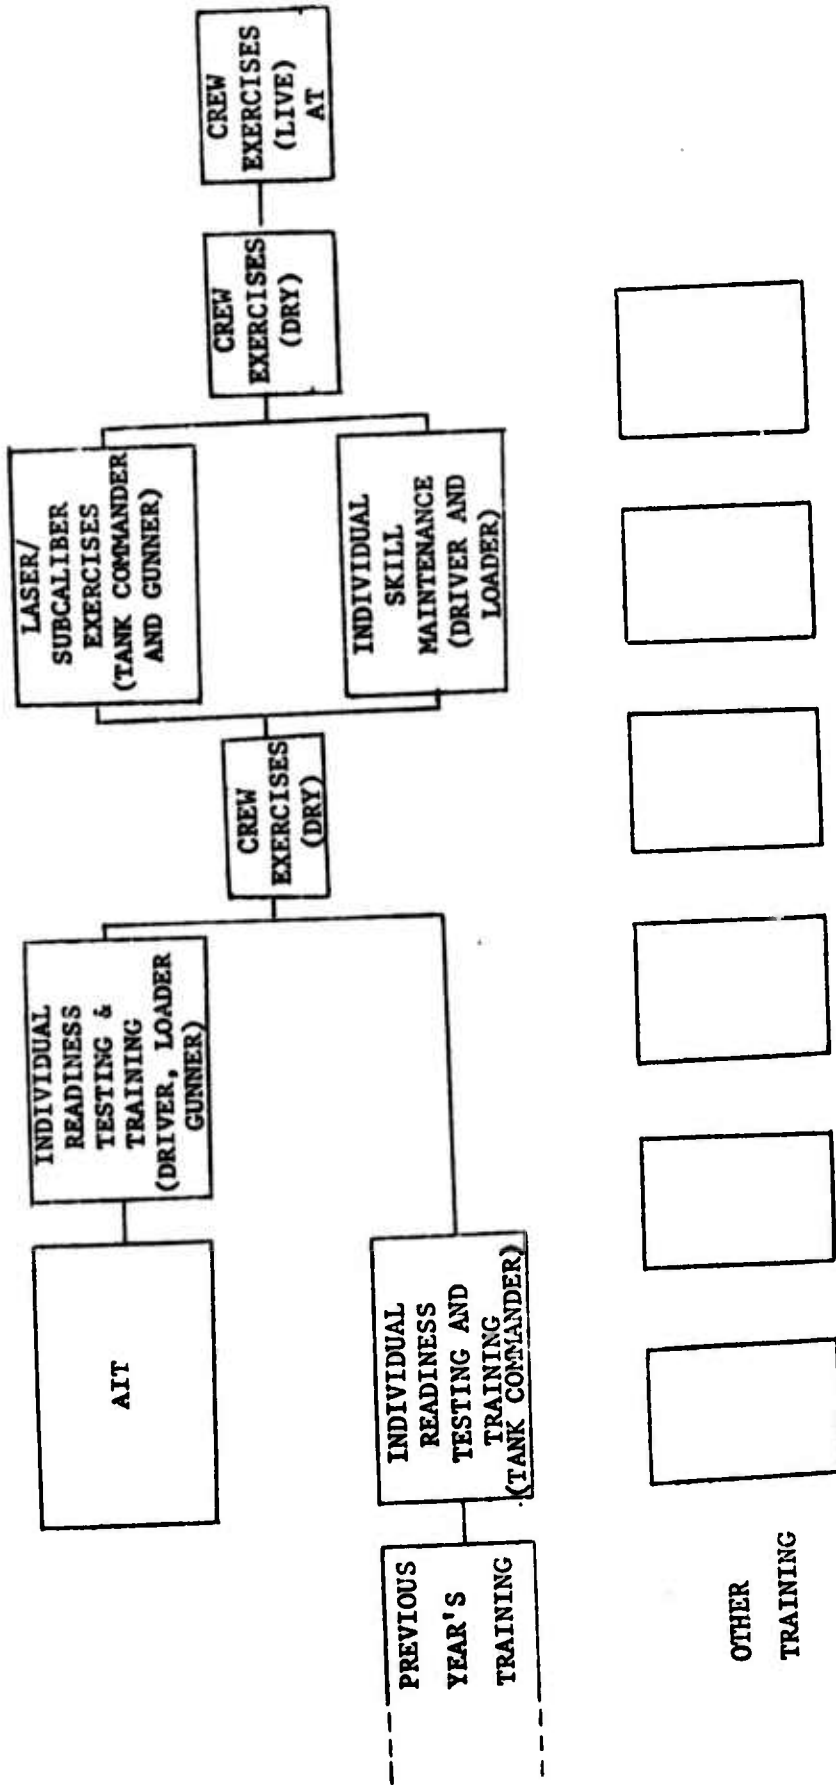 AIT
INDIVIDUAL
READINESS
TESTING &
TRAINING
(DRIVER, LOADER
GUNNER)
PREVIOUS
YEAR'S
TRAINING
INDIVIDUAL
READINESS
TESTING AND
TRAINING
(TANK COMMANDER)
CREW
EXERCISES
(DRY)
LASER/
SUBCALIBER
EXERCISES
(TANK COMMANDER
AND GUNNER)
INDIVIDUAL
SKILL
MAINTENANCE
(DRIVER AND
LOADER)
CREW
EXERCISES
(DRY)
CREW
EXERCISES
(LIVE)
AT
OTHER
TRAINING